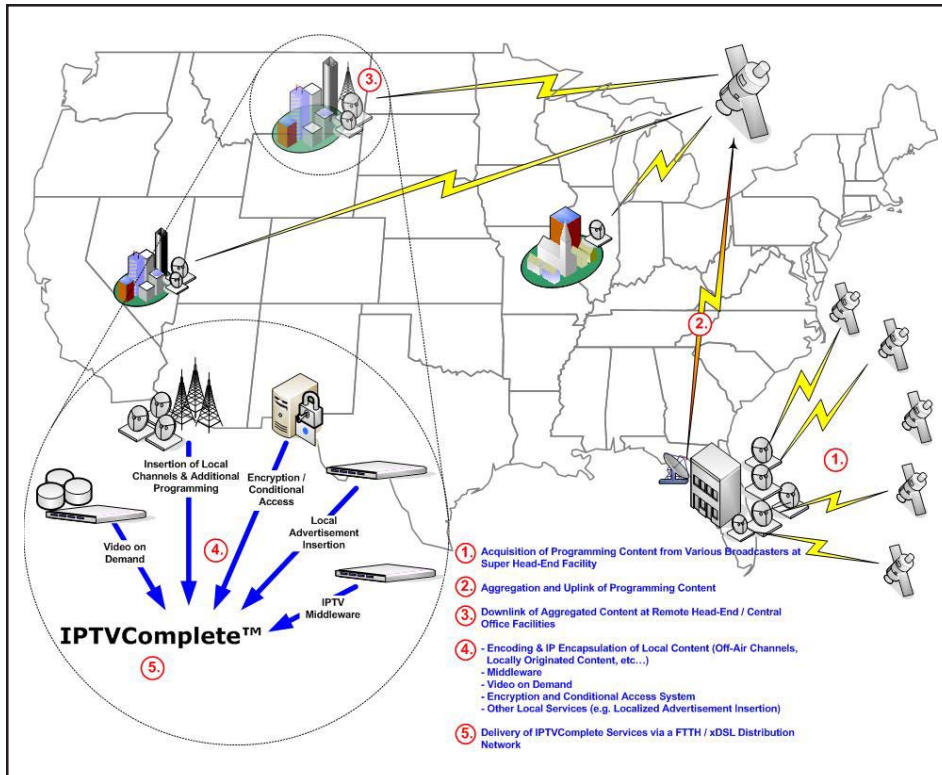 3.
2.
1.
Insertion of Local
Channels & Additional
Programming
Encryption /
Conditional
Access
Local
Advertisement
Insertion
Video on
Demand
4.
IPTV
Middleware
IPTVComplete™
5.
1. Acquisition of Programming Content from Various Broadcasters at
Super Head-End Facility
2. Aggregation and Uplink of Programming Content
3. Downlink of Aggregated Content at Remote Head-End / Central
Office Facilities
4. - Encoding & IP Encapsulation of Local Content (Off-Air Channels,
Locally Originated Content, etc…)
- Middleware
- Video on Demand
- Encryption and Conditional Access System
- Other Local Services (e.g. Localized Advertisement Insertion)
5. Delivery of IPTVComplete Services via a FTTH / xDSL Distribution
Network